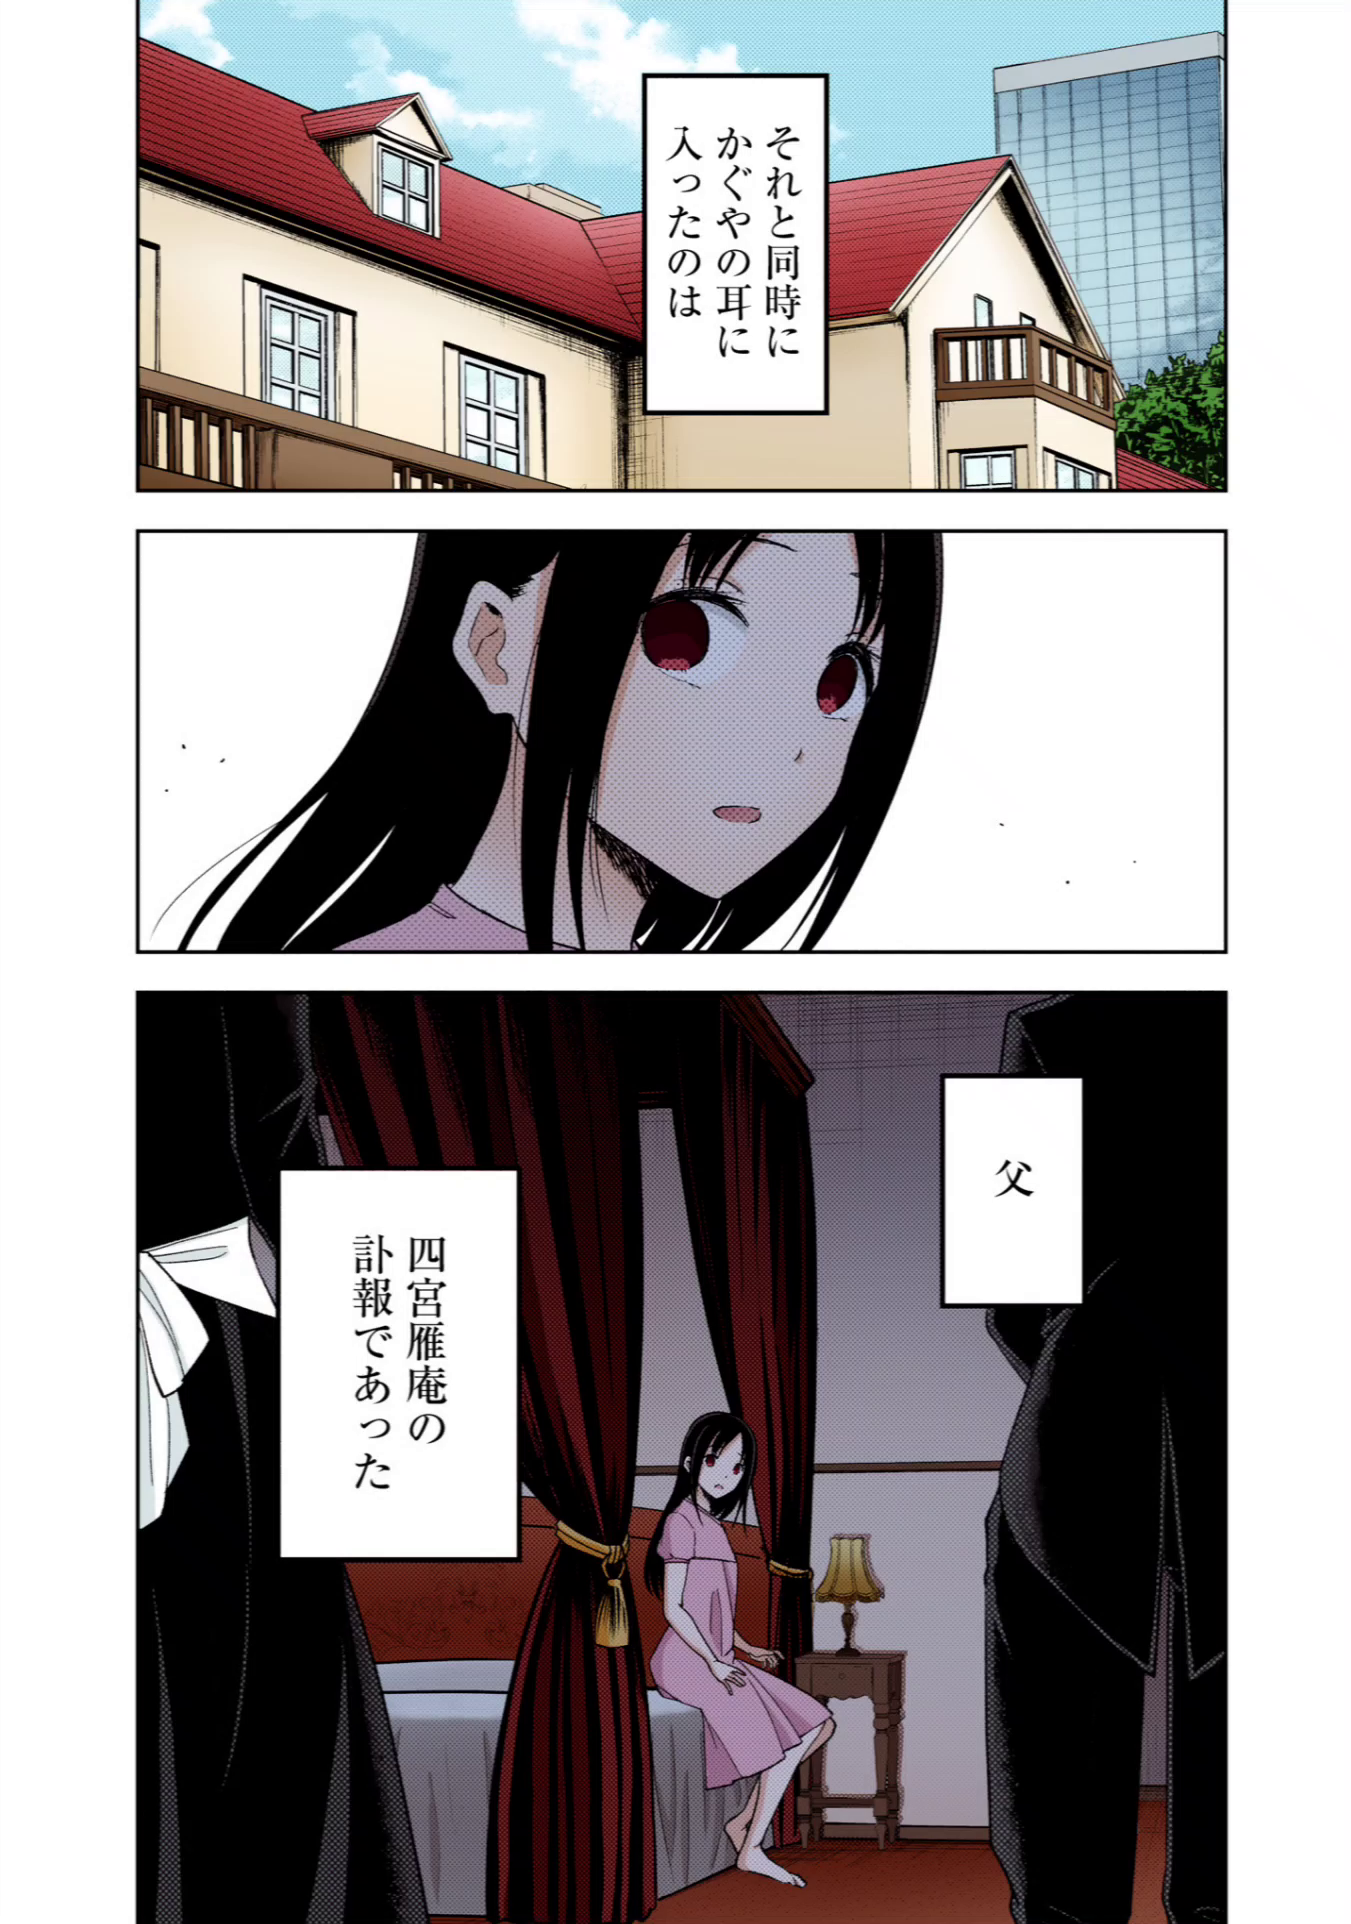 それと同時に
かぐやの耳に
入ったのは
父
四宮雁庵の
訃報であった